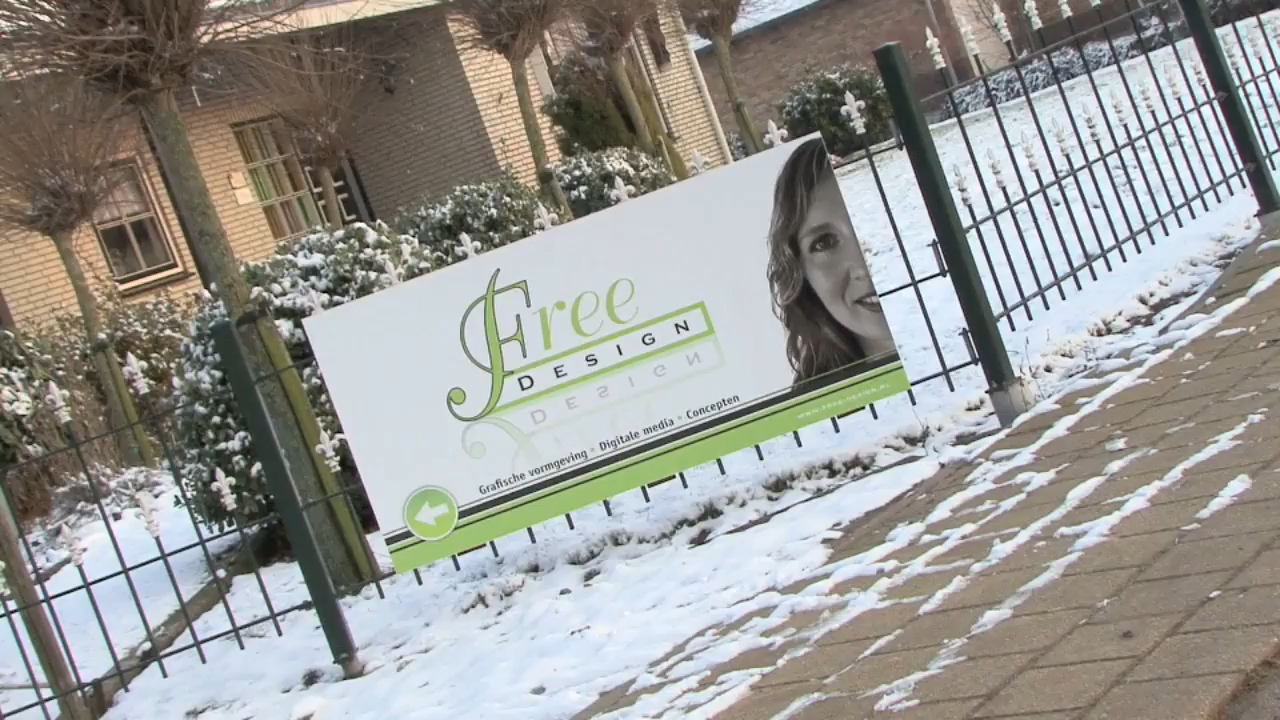 Free
DESIGN
Grafische vormgeving • Digitale media • Concepten